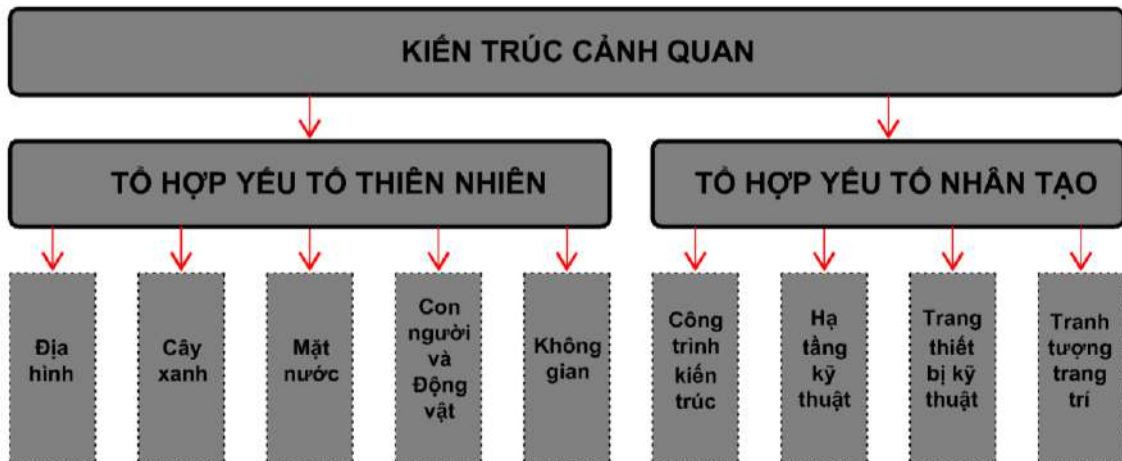 KIẾN TRÚC CẢNH QUAN
TỔ HỢP YẾU TỐ THIÊN NHIÊN
TỔ HỢP YẾU TỐ NHÂN TẠO
Địa
hình
Cây
xanh
Mặt
nước
Con
người
và
Động
vật
Không
gian
Công
trình
kiến
trúc
Hạ
tầng
kỹ
thuật
Trang
thiết
bị kỹ
thuật
Tranh
tượng
trang
trí